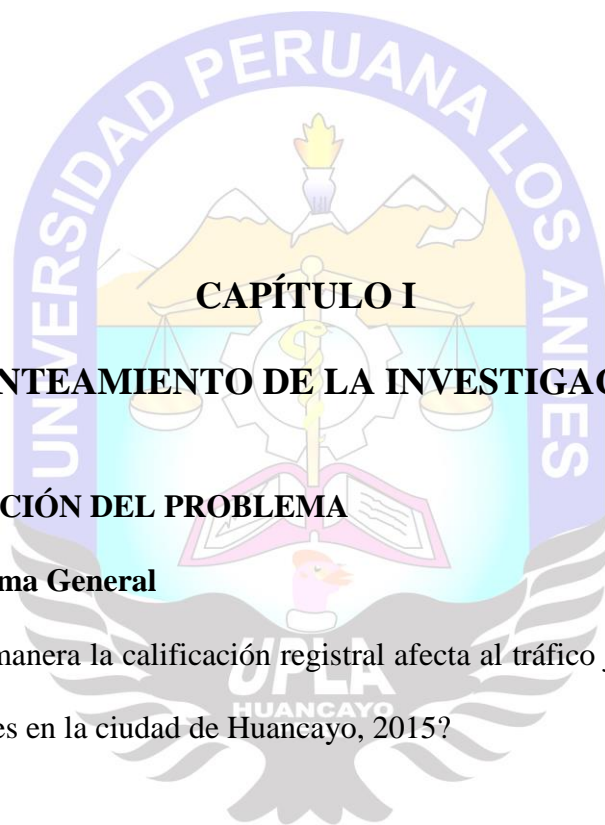 UNIVERSIDAD PERUANA LOS ANDES
CAPÍTULO I
NTEAMIENTO DE LA INVESTIGAC
CIÓN DEL PROBLEMA
ma General
manera la calificación registral afecta al tráfico
es en la ciudad de Huancayo, 2015?
UPLA
HUANCAYO